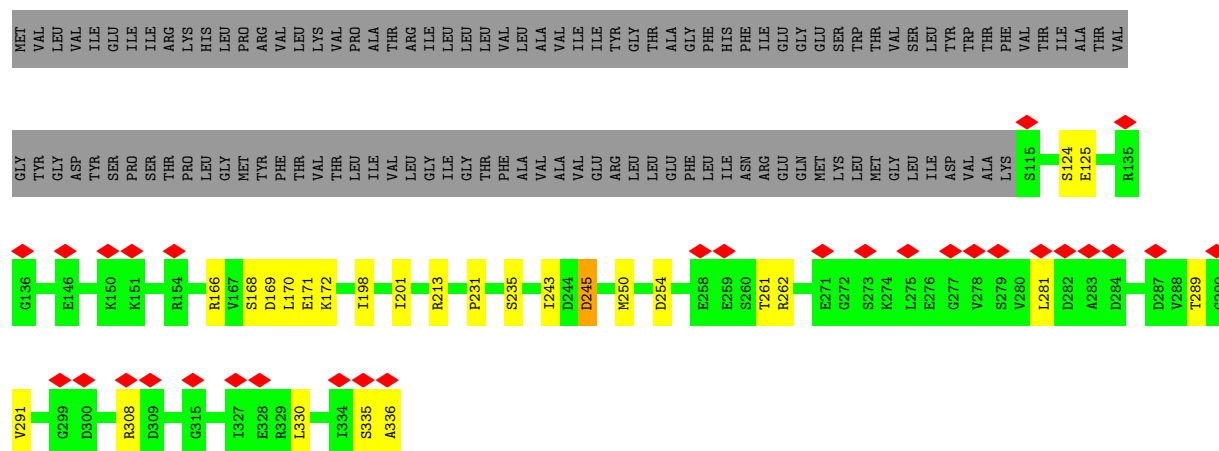 MET VAL LEU VAL ILE GLU ILE ILE ARG LYS HIS LEU PRO ARG VAL LEU LYS VAL PRO ALA THR ARG ILE LEU LEU LEU VAL LEU ALA VAL ILE ILE TYR GLY THR ALA GLY PHE HIS PHE ILE GLU GLY GLU SER TRP THR VAL SER LEU TYR TRP THR PHE VAL THR ILE ALA THR VAL
GLY TYR GLY ASP TYR SER PRO SER THR PRO LEU GLY MET TYR PHE THR VAL THR LEU ILE VAL LEU GLY ILE GLY THR PHE ALA VAL ALA VAL GLU ARG LEU LEU GLU PHE LEU ILE ASN ARG GLU GLN MET LYS LEU MET GLY LEU ILE ASP VAL ALA LYS S115 S124 E125 R135
G136 E146 K150 K151 R154 R166 V167 S168 D169 L170 E171 K172 I198 I201 R213 P231 S235 I243 D244 D245 M250 D254 E258 E259 S260 T261 R262 E271 G272 S273 K274 L275 E276 G277 V278 S279 V280 L281 D282 A283 D284 D287 V288 T289
V291 G299 D300 R308 D309 G315 I327 E328 R329 L330 I334 S335 A336